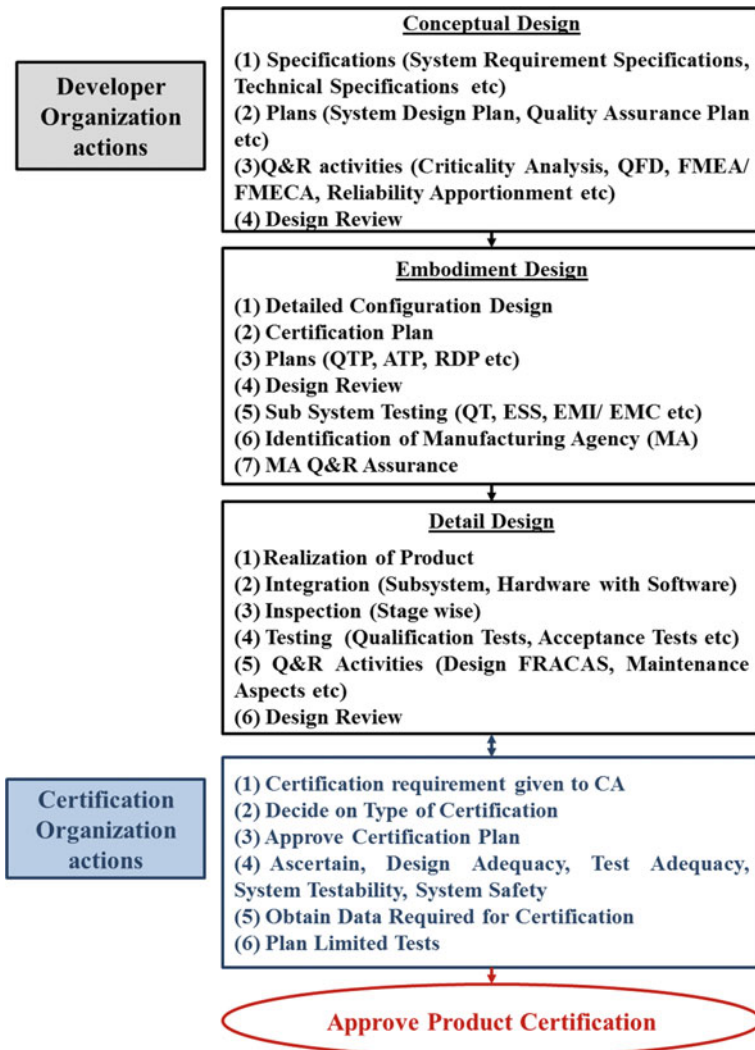 Conceptual Design
(1) Specifications (System Requirement Specifications,
Technical Specifications etc)
(2) Plans (System Design Plan, Quality Assurance Plan
etc)
(3)Q&R activities (Criticality Analysis, QFD, FMEA/
FMECA, Reliability Apportionment etc)
(4) Design Review
Developer
Organization
actions
Embodiment Design
(1) Detailed Configuration Design
(2) Certification Plan
(3) Plans (QTP, ATP, RDP etc)
(4) Design Review
(5) Sub System Testing (QT, ESS, EMI/ EMC etc)
(6) Identification of Manufacturing Agency (MA)
(7) MA Q&R Assurance
Detail Design
(1) Realization of Product
(2) Integration (Subsystem, Hardware with Software)
(3) Inspection (Stage wise)
(4) Testing (Qualification Tests, Acceptance Tests etc)
(5) Q&R Activities (Design FRACAS, Maintenance
Aspects etc)
(6) Design Review
Certification
Organization
actions
(1) Certification requirement given to CA
(2) Decide on Type of Certification
(3) Approve Certification Plan
(4) Ascertain, Design Adequacy, Test Adequacy,
System Testability, System Safety
(5) Obtain Data Required for Certification
(6) Plan Limited Tests
Approve Product Certification